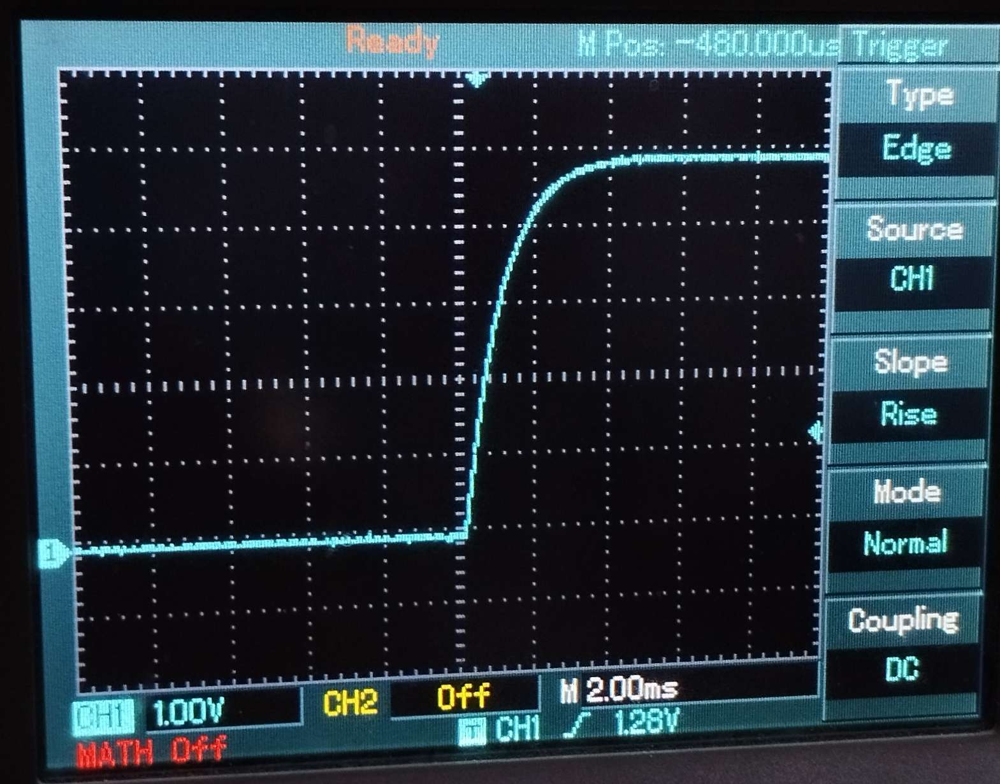 Ready M Pos: -480.000us Trigger
Type
Edge
Source
CH1
Slope
Rise
Mode
Normal
Coupling
DC
1
CH1 1.00V CH2 Off M 2.00ms
CH1 1.28V
MATH Off